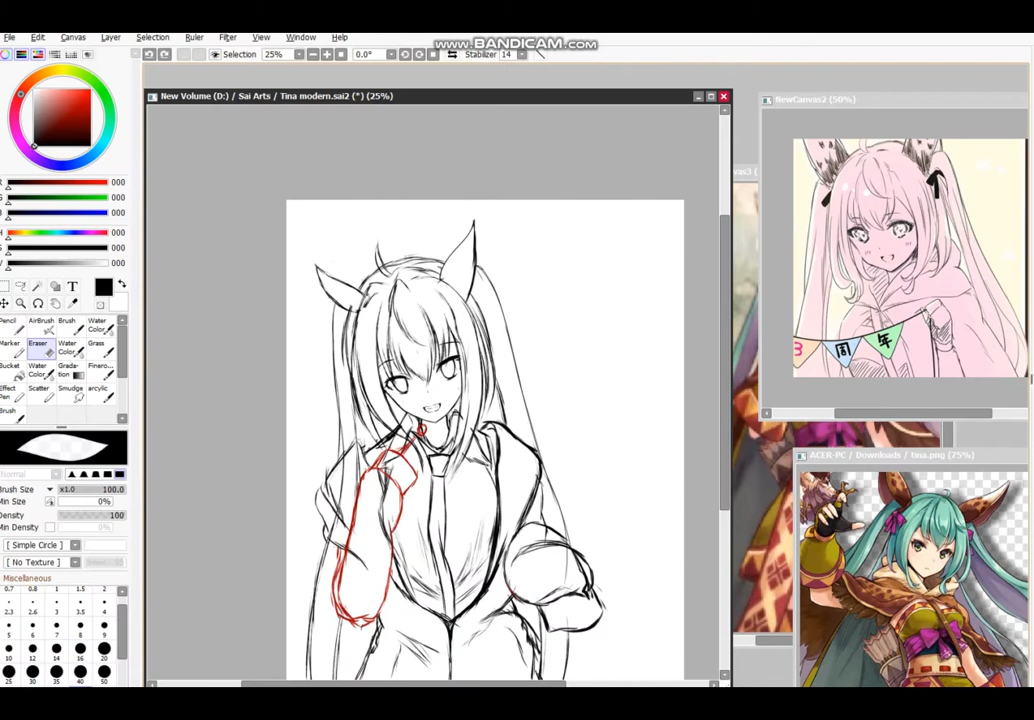 www.BANDICAM.com
File Edit Canvas Layer Selection Ruler Filter View Window Help
Selection 25% 0.0° Stabilizer 14
New Volume (D:) / Sai Arts / Tina modern.sai2 (*) (25%)
NewCanvas2 (50%)
R 000
G 000
B 000
H 000
S 000
V 000
T
Pencil AirBrush Brush Water Color
Marker Eraser Water Color Grass
Bucket Water Color Grada-tion
Effect Pen Scatter Smudge acrylic
Brush
Normal
Brush Size x1.0 100.0
Min Size 0%
Density 100
Min Density 0%
[ Simple Circle ]
[ No Texture ]
Miscellaneous
0.7 0.8 1 1.5 2
2.3 2.6 3 3.5 4
5 6 7 8 9
10 12 14 16 20
25 30 35 40 50
3 周 年
ACER-PC / Downloads / tina.png (75%)